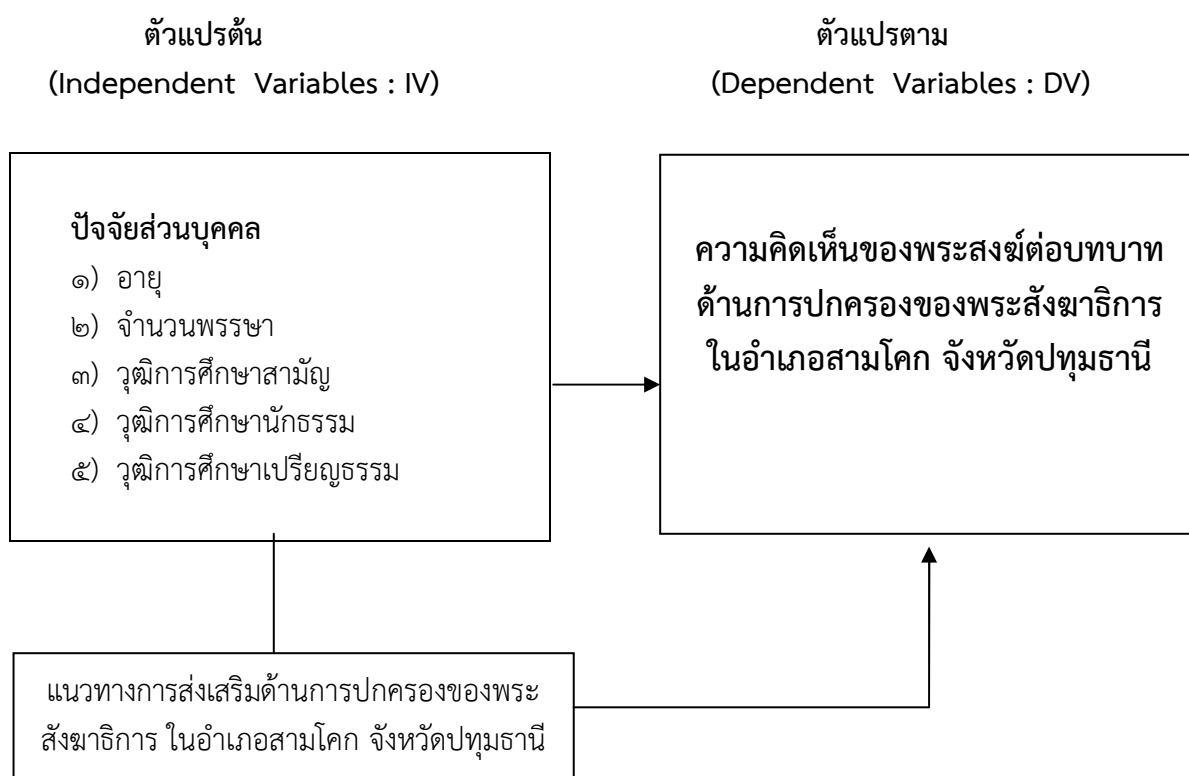 ตัวแปรต้น
(Independent Variables : IV)
ตัวแปรตาม
(Dependent Variables : DV)
ปัจจัยส่วนบุคคล
๑) อายุ
๒) จำนวนพรรษา
๓) วุฒิการศึกษาสามัญ
๔) วุฒิการศึกษานักธรรม
๕) วุฒิการศึกษาเปรียญธรรม
ความคิดเห็นของพระสงฆ์ต่อบทบาท
ด้านการปกครองของพระสังฆาธิการ
ในอำเภอสามโคก จังหวัดปทุมธานี
แนวทางการส่งเสริมด้านการปกครองของพระ
สังฆาธิการ ในอำเภอสามโคก จังหวัดปทุมธานี